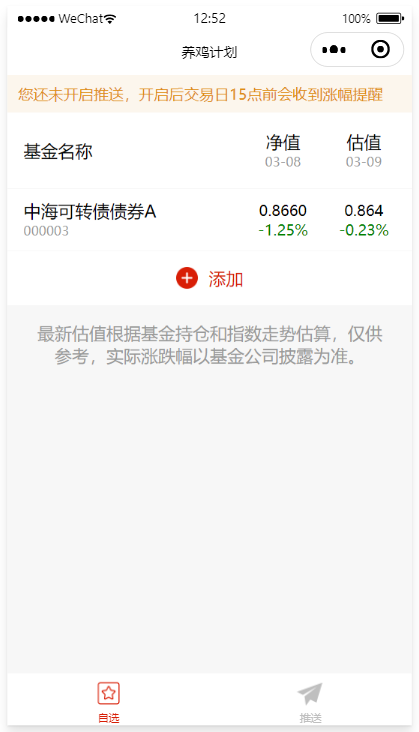 WeChat 12:52 100%
养鸡计划
您还未开启推送，开启后交易日15点前会收到涨幅提醒
基金名称 净值 估值
03-08 03-09
中海可转债债券A 0.8660 0.864
000003 -1.25% -0.23%
添加
最新估值根据基金持仓和指数走势估算，仅供
参考，实际涨跌幅以基金公司披露为准。
自选 推送